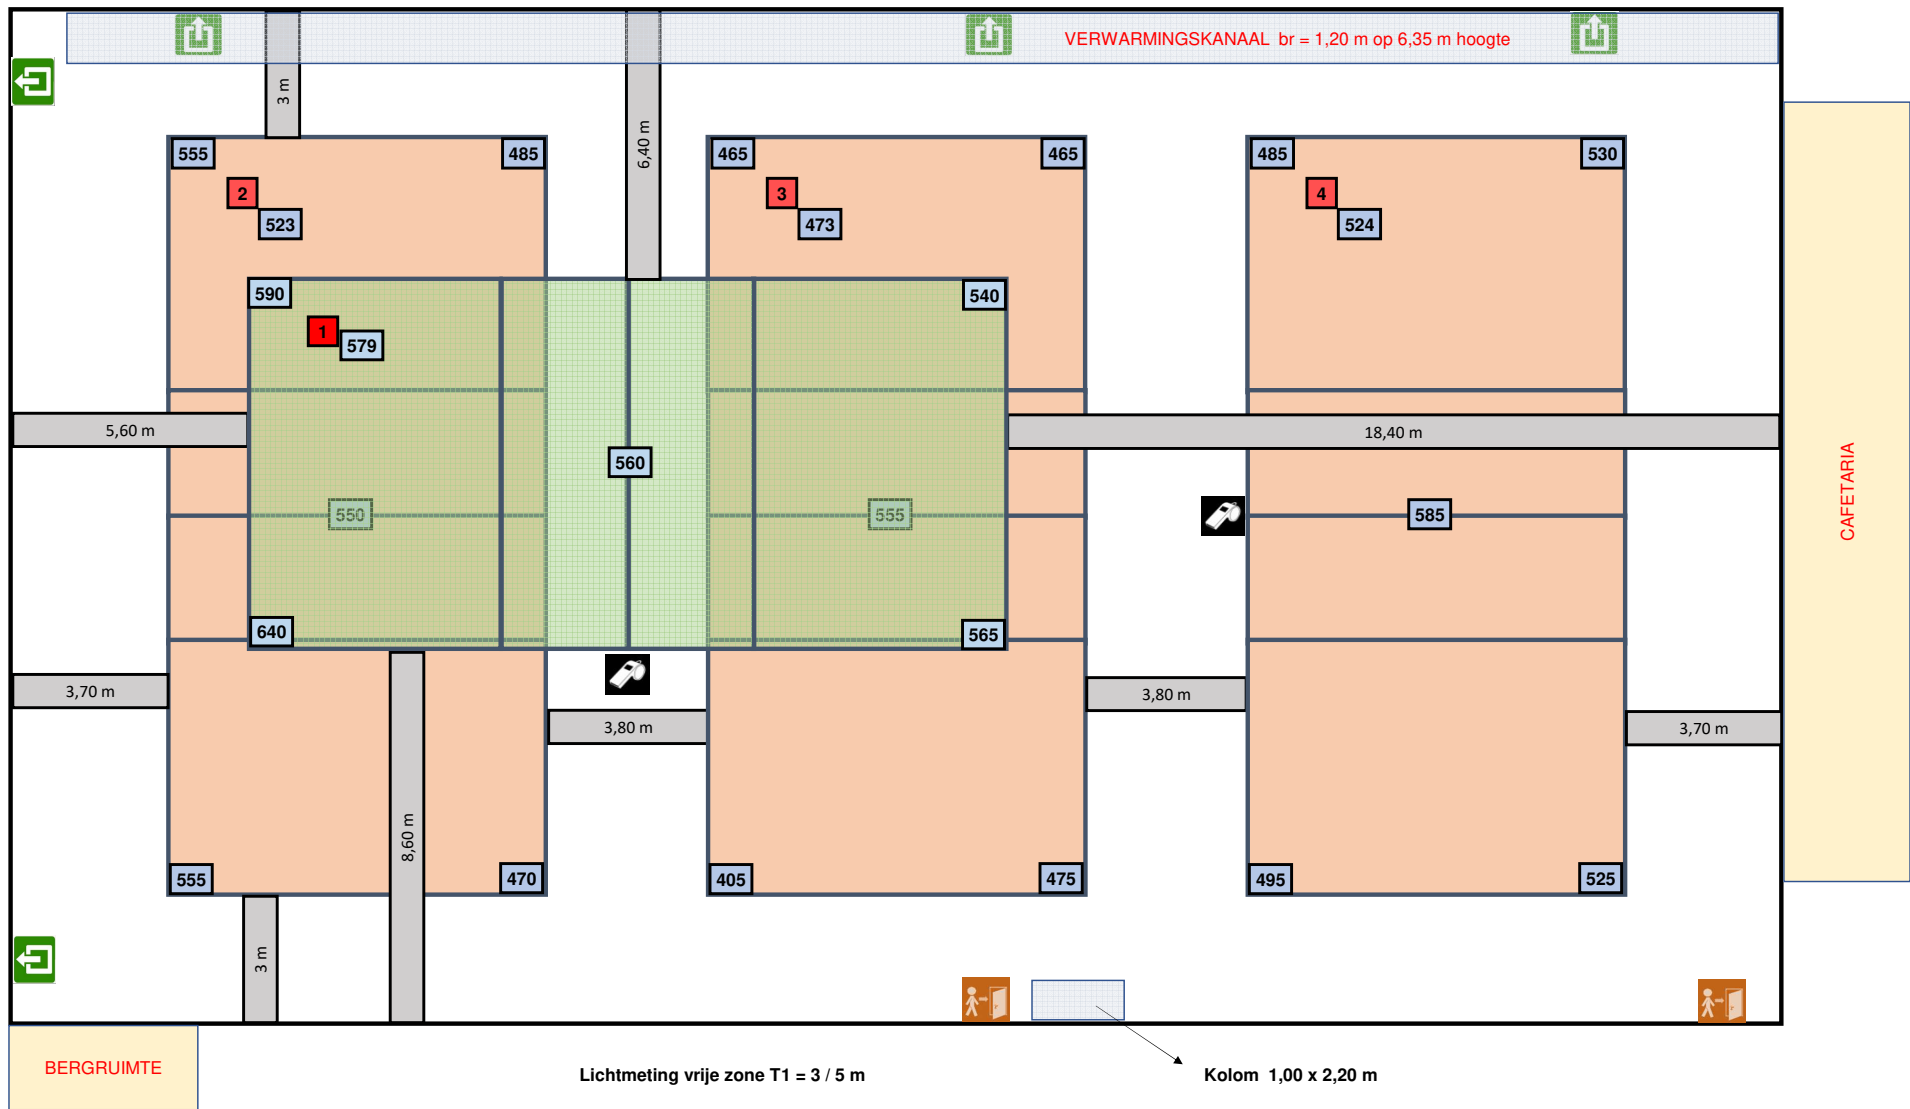 VERWARMINGSKANAAL br = 1,20 m op 6,35 m hoogte
3 m
6,40 m
555
485
465
465
485
530
2
523
3
473
4
524
590
540
1
579
5,60 m
18,40 m
560
550
555
585
CAFETARIA
640
565
3,70 m
3,80 m
3,80 m
3,70 m
8,60 m
555
470
405
475
495
525
3 m
BERGRUIMTE
Lichtmeting vrije zone T1 = 3 / 5 m
Kolom 1,00 x 2,20 m